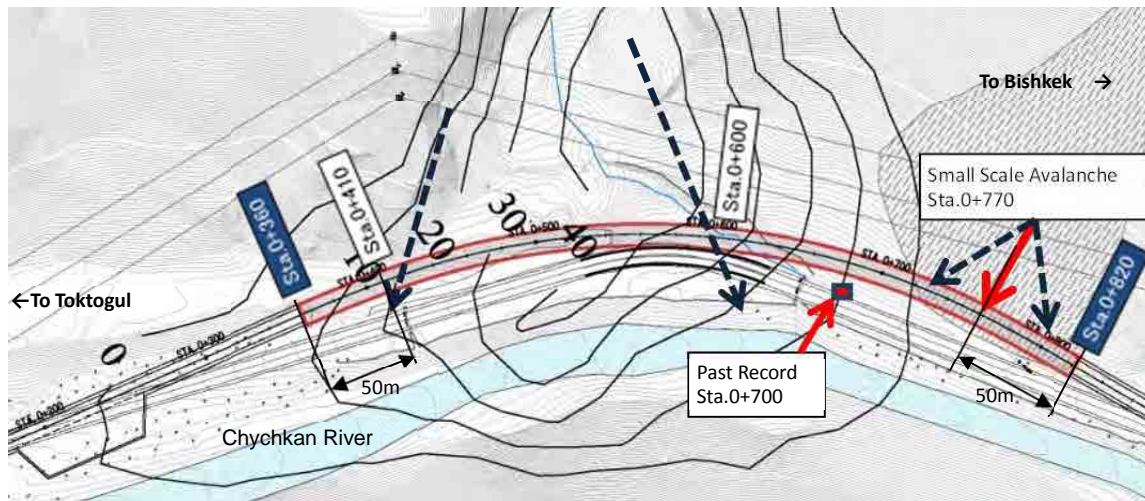 To Bishkek →
Small Scale Avalanche
Sta.0+770
Sta.0+600
Sta.0+410
Sta.0+360
Sta.0+820
30
20
40
0
STA.0+500
STA.0+600
STA.0+700
STA.0+300
STA.0+200
STA.0+800
←To Toktogul
50m
50m
Past Record
Sta.0+700
Chychkan River